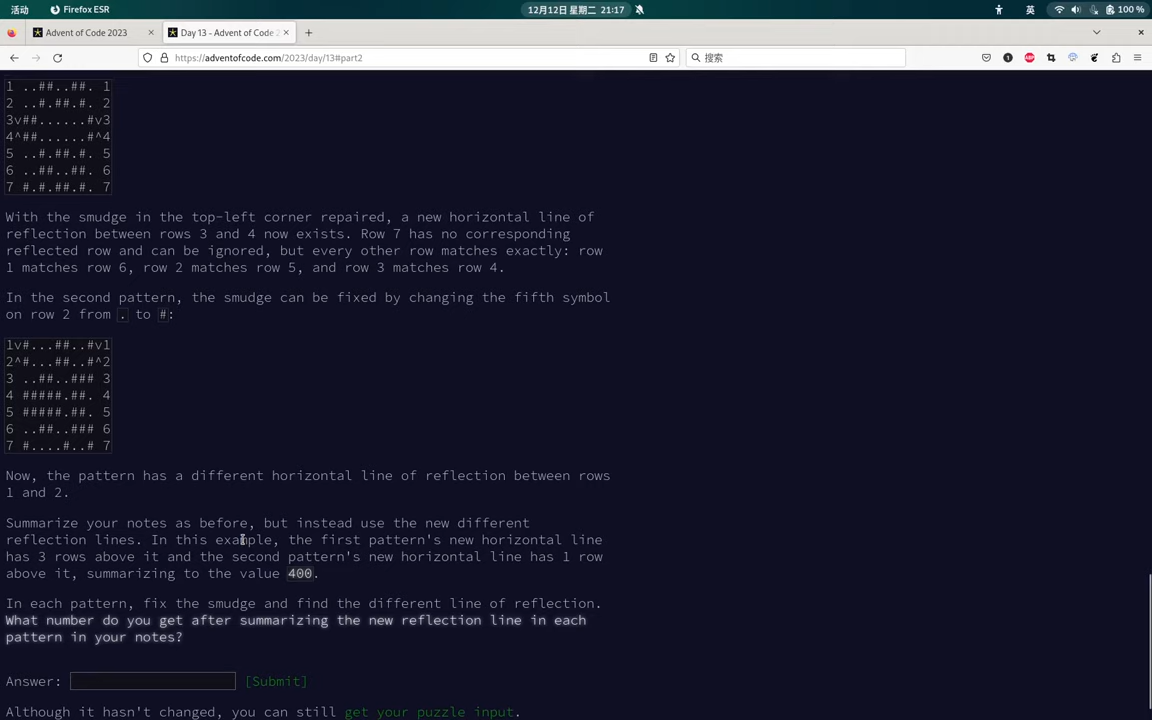 活动 Firefox ESR 12月12日 星期二 21:17 英 100 %
Advent of Code 2023 × Day 13 - Advent of Code 2 × +
https://adventofcode.com/2023/day/13#part2 搜索
1 ..##..##. 1
2 ..#.##.#. 2
3v##......#v3
4^##......#^4
5 ..#.##.#. 5
6 ..##..##. 6
7 #.#.##.#. 7
With the smudge in the top-left corner repaired, a new horizontal line of
reflection between rows 3 and 4 now exists. Row 7 has no corresponding
reflected row and can be ignored, but every other row matches exactly: row
1 matches row 6, row 2 matches row 5, and row 3 matches row 4.
In the second pattern, the smudge can be fixed by changing the fifth symbol
on row 2 from . to #:
1v#...##..#v1
2^#...##..#^2
3 ..##..### 3
4 #####.##. 4
5 #####.##. 5
6 ..##..### 6
7 #....#..# 7
Now, the pattern has a different horizontal line of reflection between rows
1 and 2.
Summarize your notes as before, but instead use the new different
reflection lines. In this example, the first pattern's new horizontal line
has 3 rows above it and the second pattern's new horizontal line has 1 row
above it, summarizing to the value 400.
In each pattern, fix the smudge and find the different line of reflection.
What number do you get after summarizing the new reflection line in each
pattern in your notes?
Answer: [Submit]
Although it hasn't changed, you can still get your puzzle input.